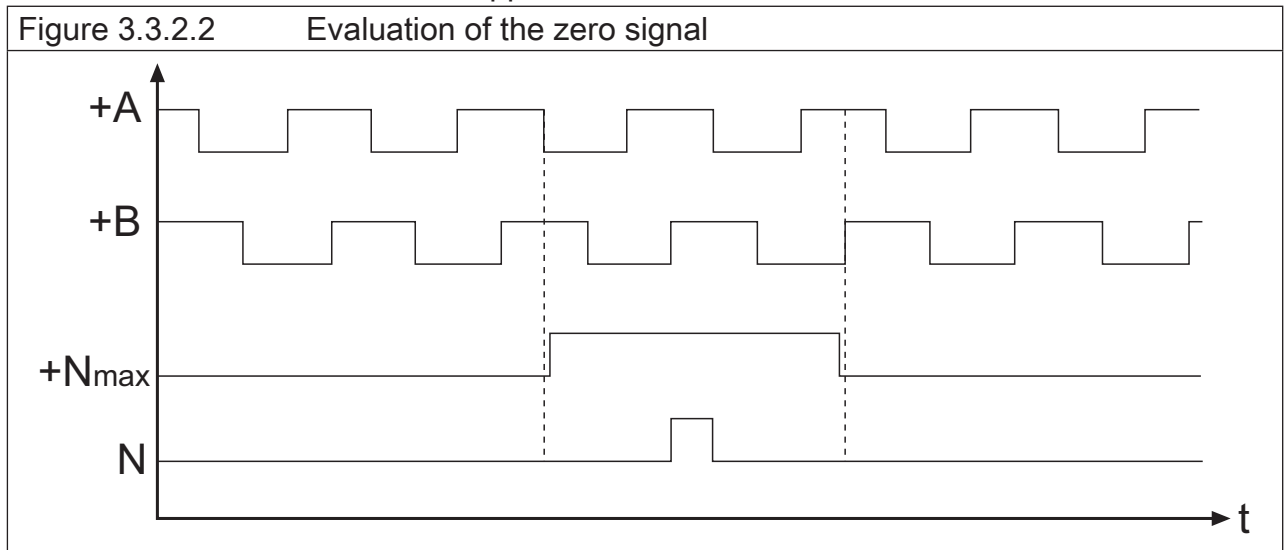 Figure 3.3.2.2 Evaluation of the zero signal
+A
+B
+Nmax
N
t